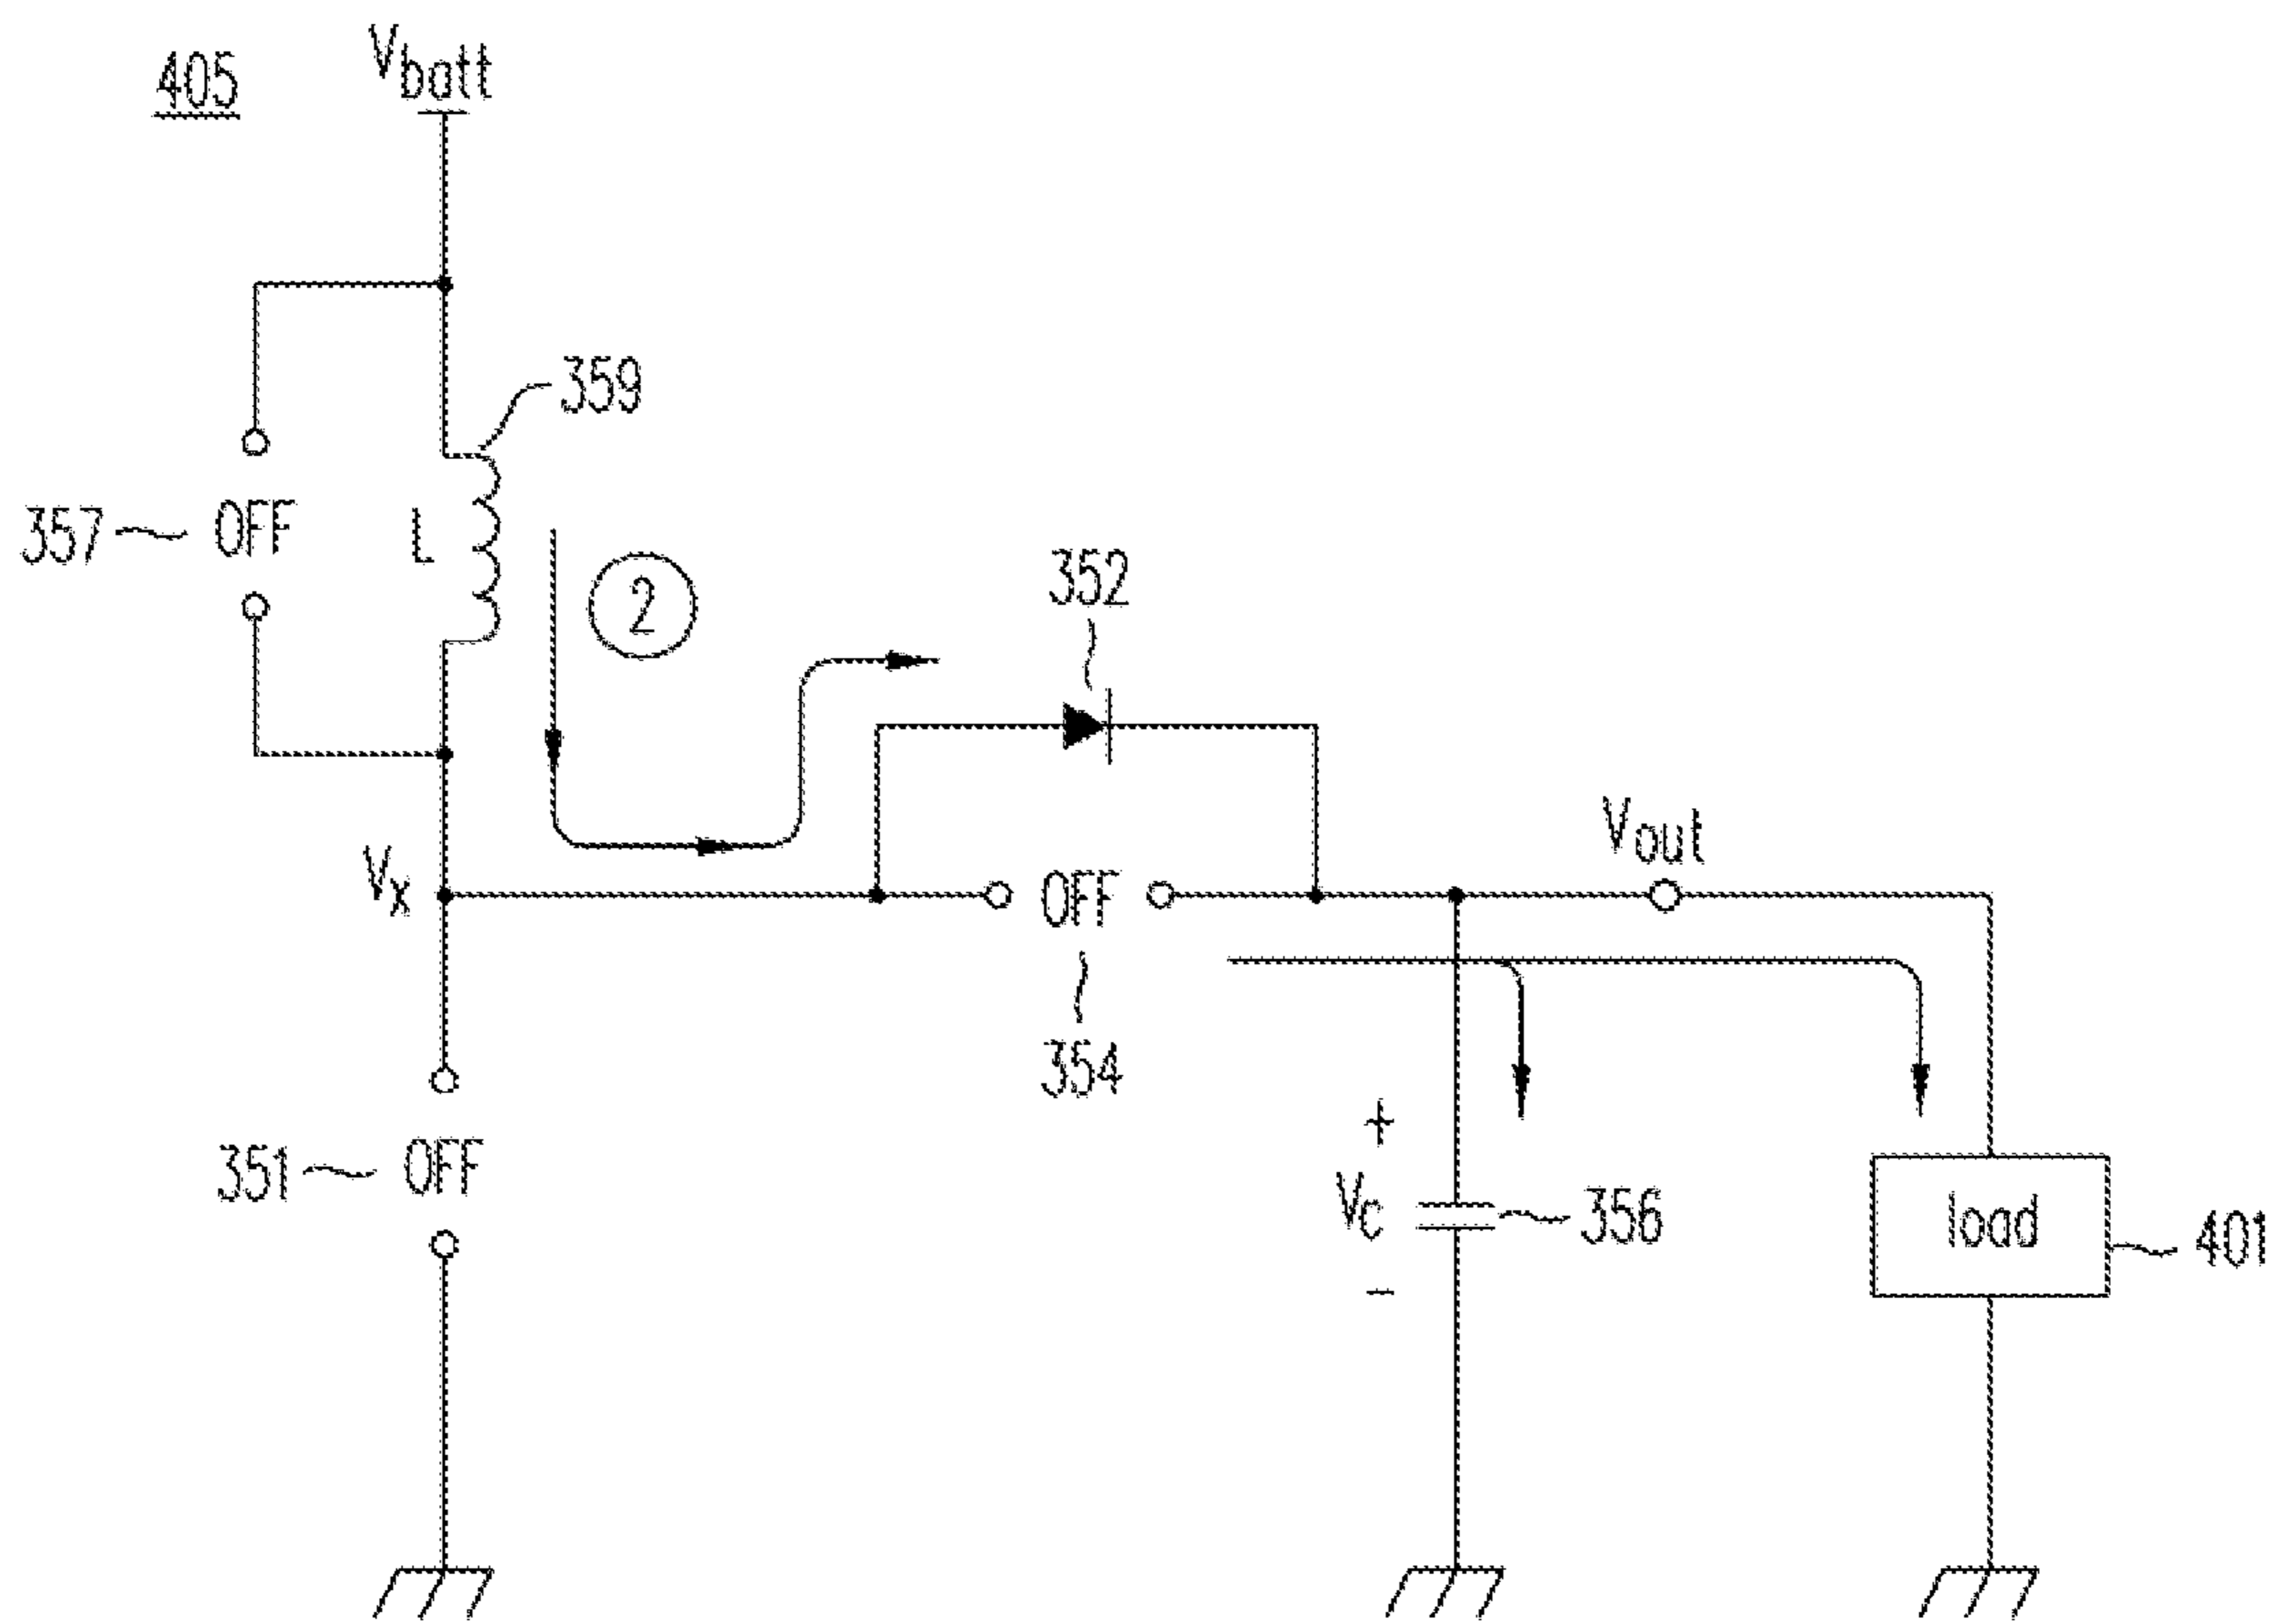 405
Vbatt
359
357
OFF
L
2
352
Vx
OFF
Vout
354
351
OFF
+
Vc
−
356
load
401